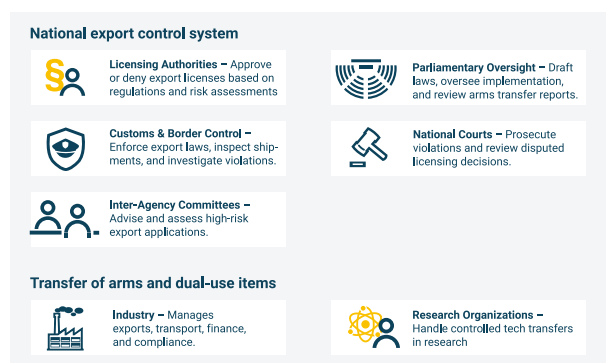 National export control system
Licensing Authorities – Approve
or deny export licenses based on
regulations and risk assessments
Parliamentary Oversight – Draft
laws, oversee implementation,
and review arms transfer reports.
Customs & Border Control –
Enforce export laws, inspect ship-
ments, and investigate violations.
National Courts – Prosecute
violations and review disputed
licensing decisions.
Inter-Agency Committees –
Advise and assess high-risk
export applications.
Transfer of arms and dual-use items
Industry – Manages
exports, transport, finance,
and compliance.
Research Organizations –
Handle controlled tech transfers
in research